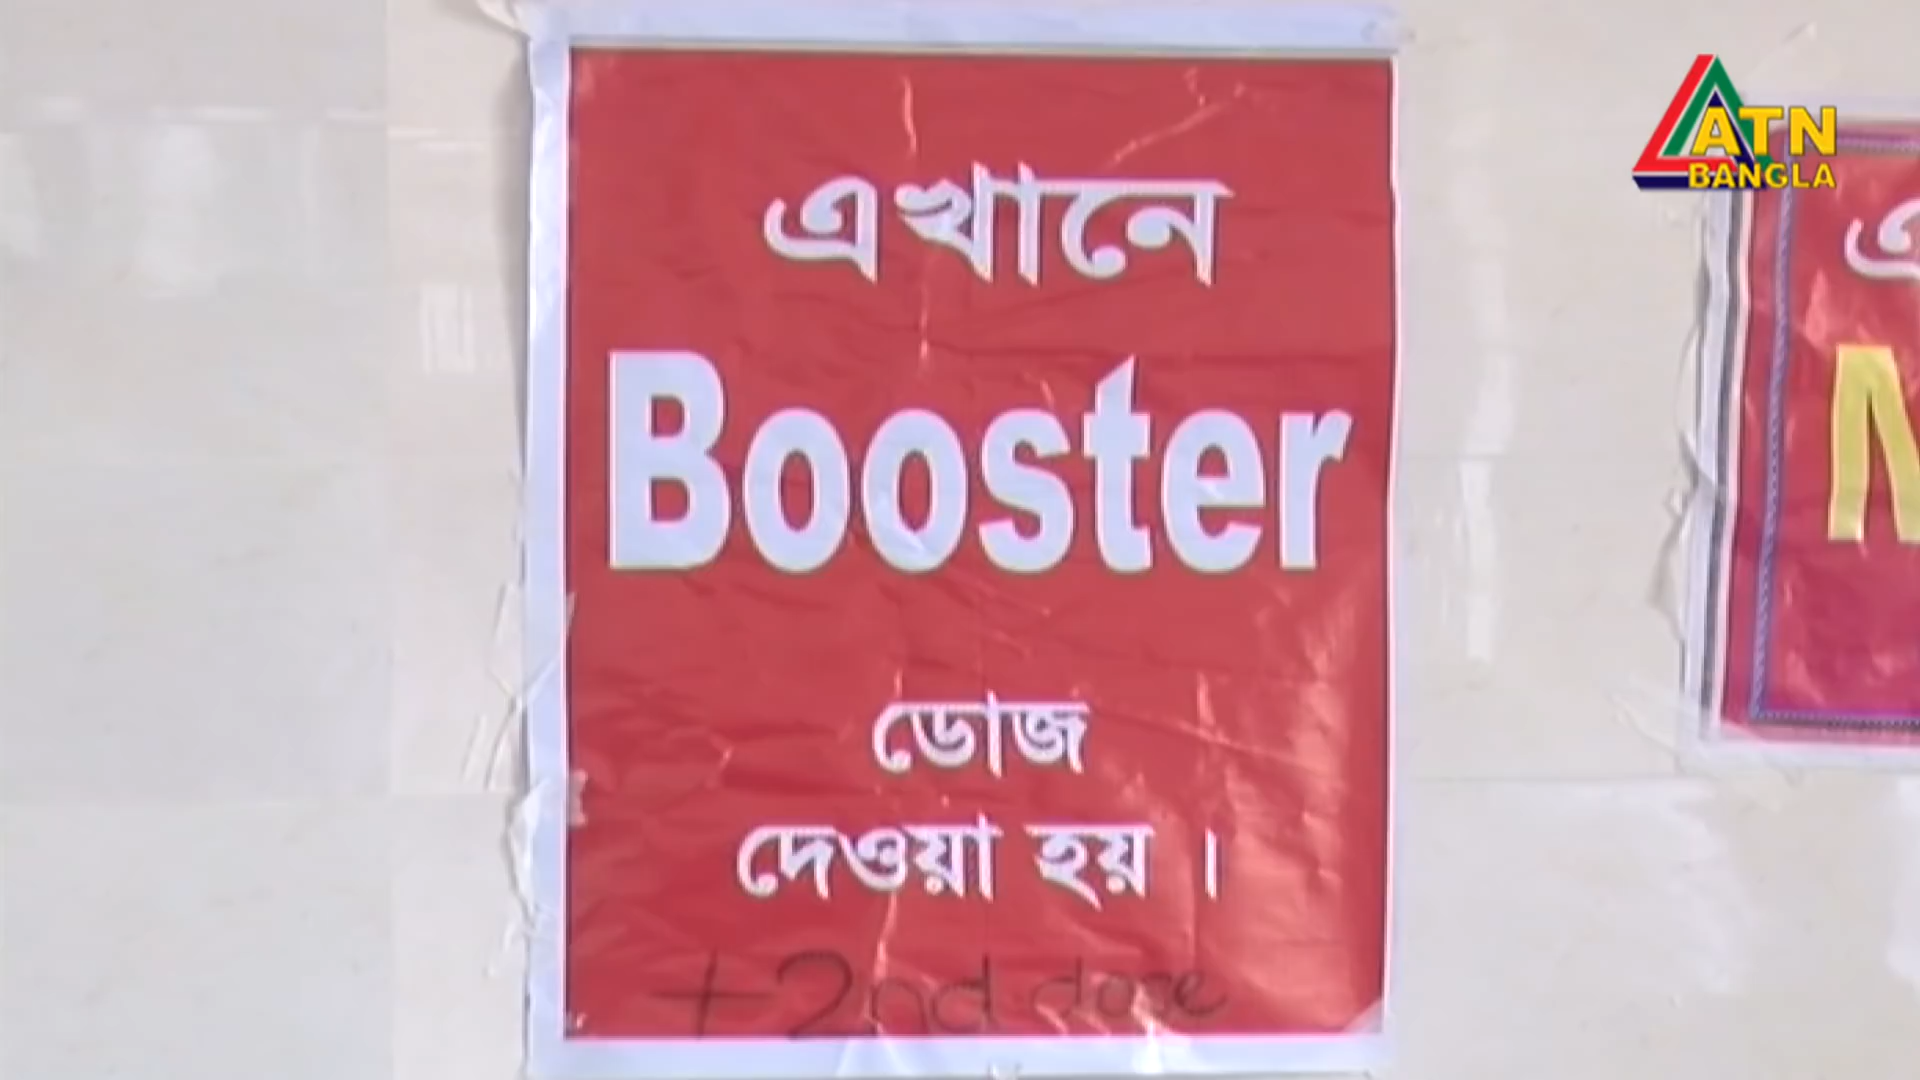 এখানে
Booster
ডোজ
দেওয়া হয় ।
+ 2nd dose
ATN
BANGLA